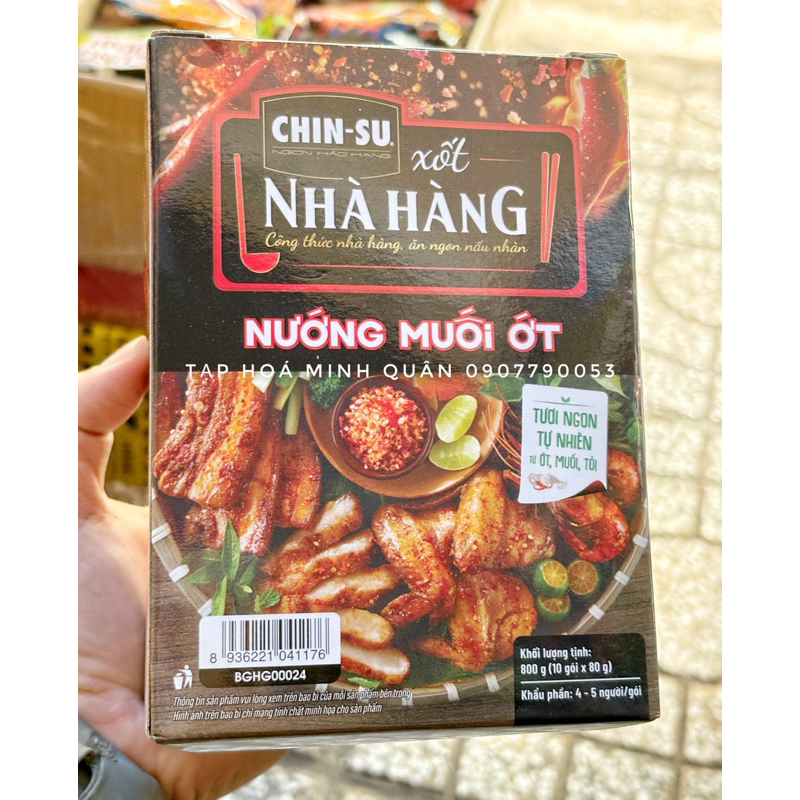 CHIN-SU®
NGON HẢO HẠNG
xốt
NHÀ HÀNG
Công thức nhà hàng, ăn ngon nấu nhàn
NƯỚNG MUỐI ỚT
TẠP HOÁ MINH QUÂN 0907790053
TƯƠI NGON
TỰ NHIÊN
TỪ ỚT, MUỐI, TỎI
8 936221 041176
BGHG00024
Khối lượng tịnh:
800 g (10 gói x 80 g)
Khẩu phần: 4 - 5 người/gói
Thông tin sản phẩm vui lòng xem trên bao bì của mỗi sản phẩm bên trong
Hình ảnh trên bao bì chỉ mang tính chất minh họa cho sản phẩm